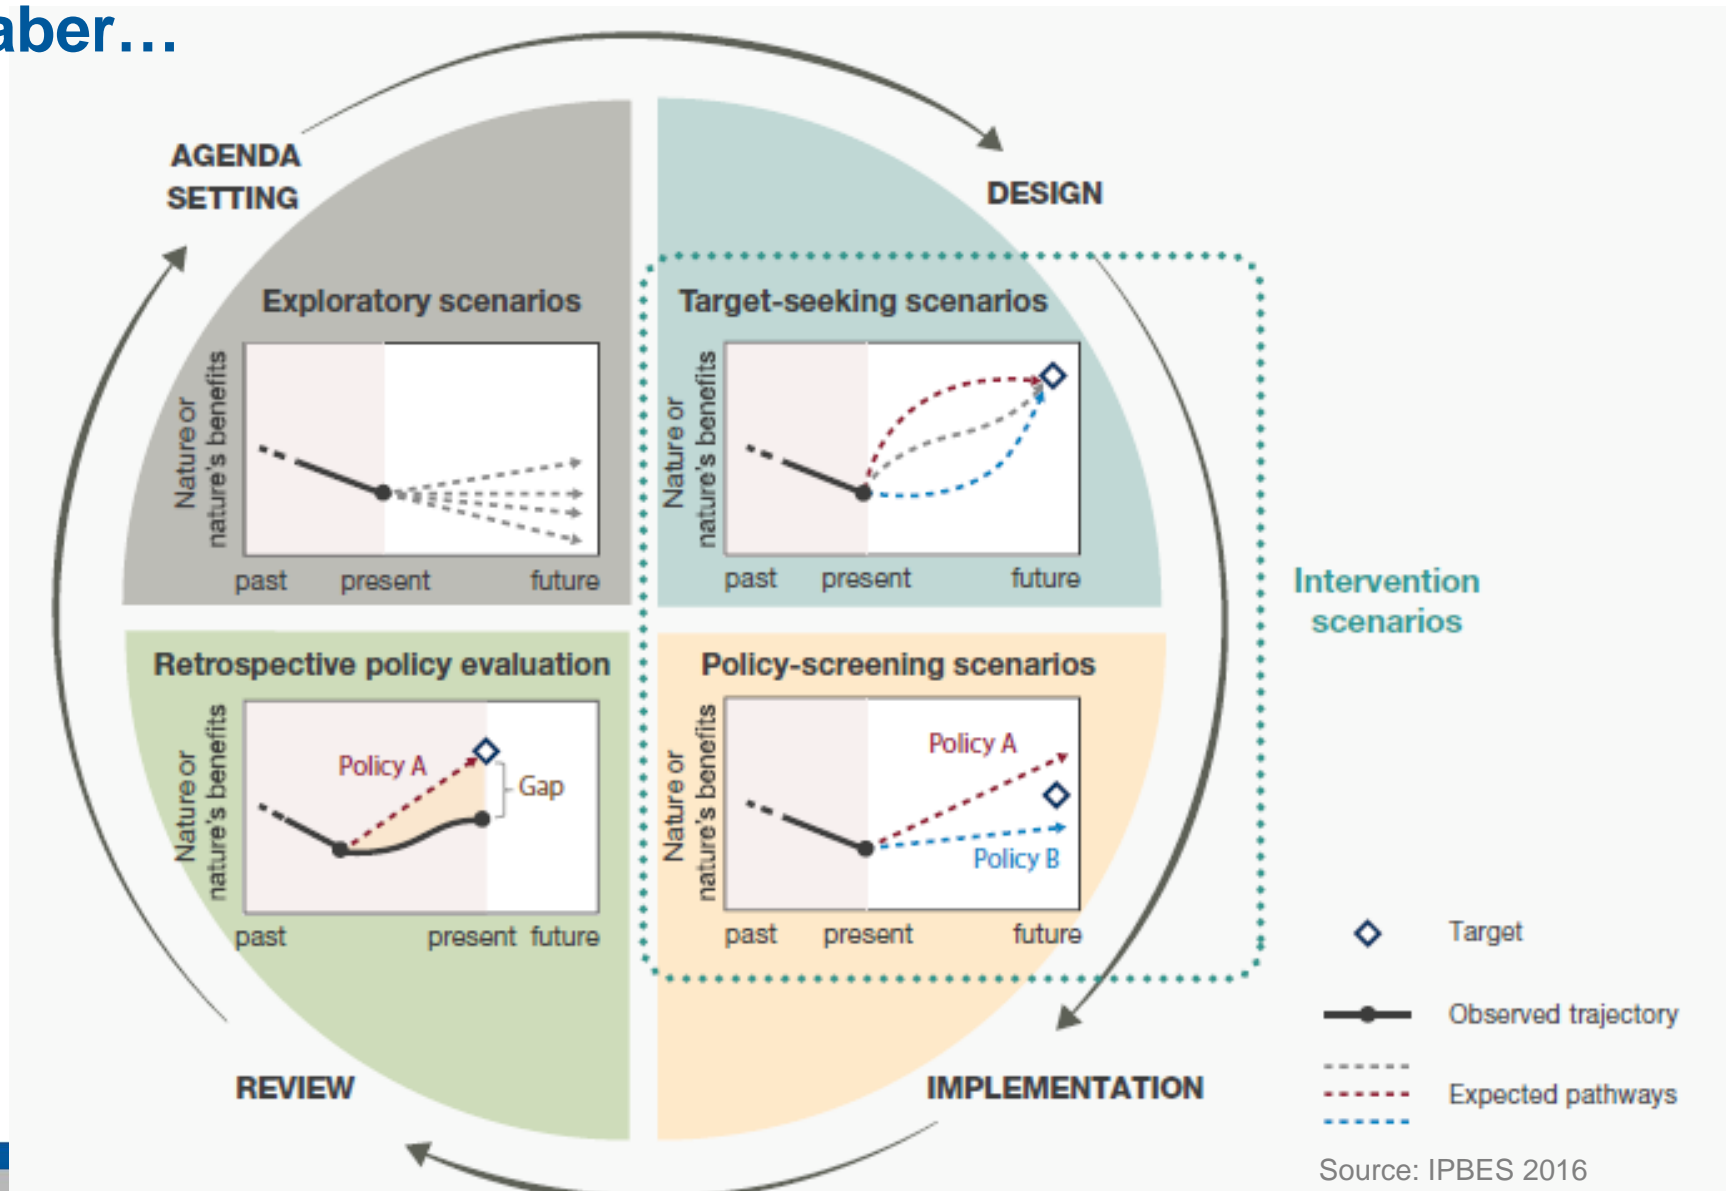 aber…
AGENDA
SETTING
DESIGN
Exploratory scenarios
Nature or
nature's benefits
past present future
Target-seeking scenarios
Nature or
nature's benefits
past present future
Intervention
scenarios
Retrospective policy evaluation
Nature or
nature's benefits
Policy A
Gap
past present future
Policy-screening scenarios
Nature or
nature's benefits
Policy A
Policy B
past present future
REVIEW
IMPLEMENTATION
Target
Observed trajectory
Expected pathways
Source: IPBES 2016